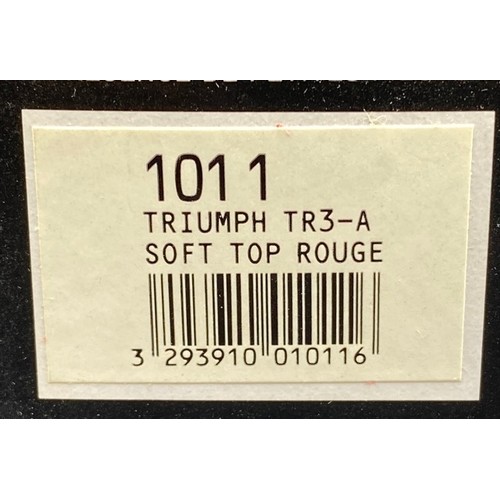 1011
TRIUMPH TR3-A
SOFT TOP ROUGE
3 293910 010116